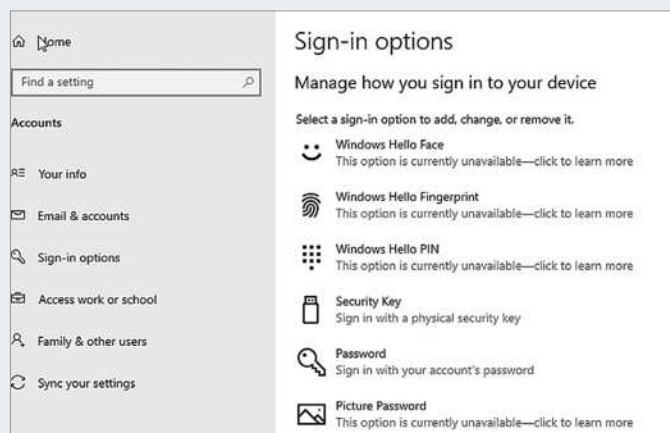 Home
Find a setting
Accounts
Your info
Email & accounts
Sign-in options
Access work or school
Family & other users
Sync your settings
Sign-in options
Manage how you sign in to your device
Select a sign-in option to add, change, or remove it.
Windows Hello Face
This option is currently unavailable—click to learn more
Windows Hello Fingerprint
This option is currently unavailable—click to learn more
Windows Hello PIN
This option is currently unavailable—click to learn more
Security Key
Sign in with a physical security key
Password
Sign in with your account's password
Picture Password
This option is currently unavailable—click to learn more